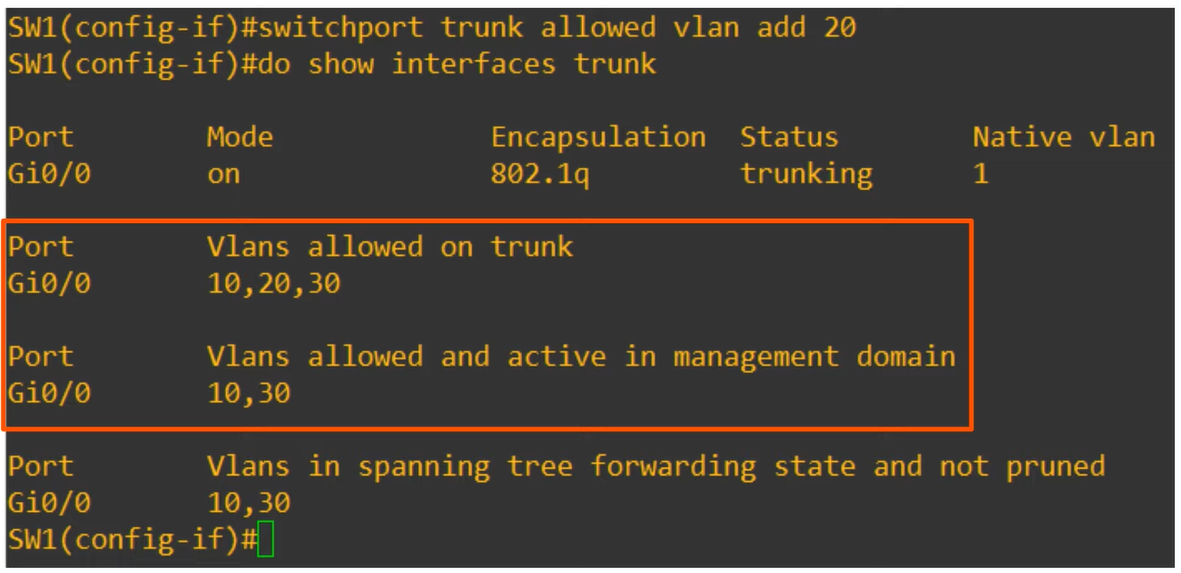 SW1(config-if)#switchport trunk allowed vlan add 20
SW1(config-if)#do show interfaces trunk
Port Mode Encapsulation Status Native vlan
Gi0/0 on 802.1q trunking 1
Port Vlans allowed on trunk
Gi0/0 10,20,30
Port Vlans allowed and active in management domain
Gi0/0 10,30
Port Vlans in spanning tree forwarding state and not pruned
Gi0/0 10,30
SW1(config-if)#